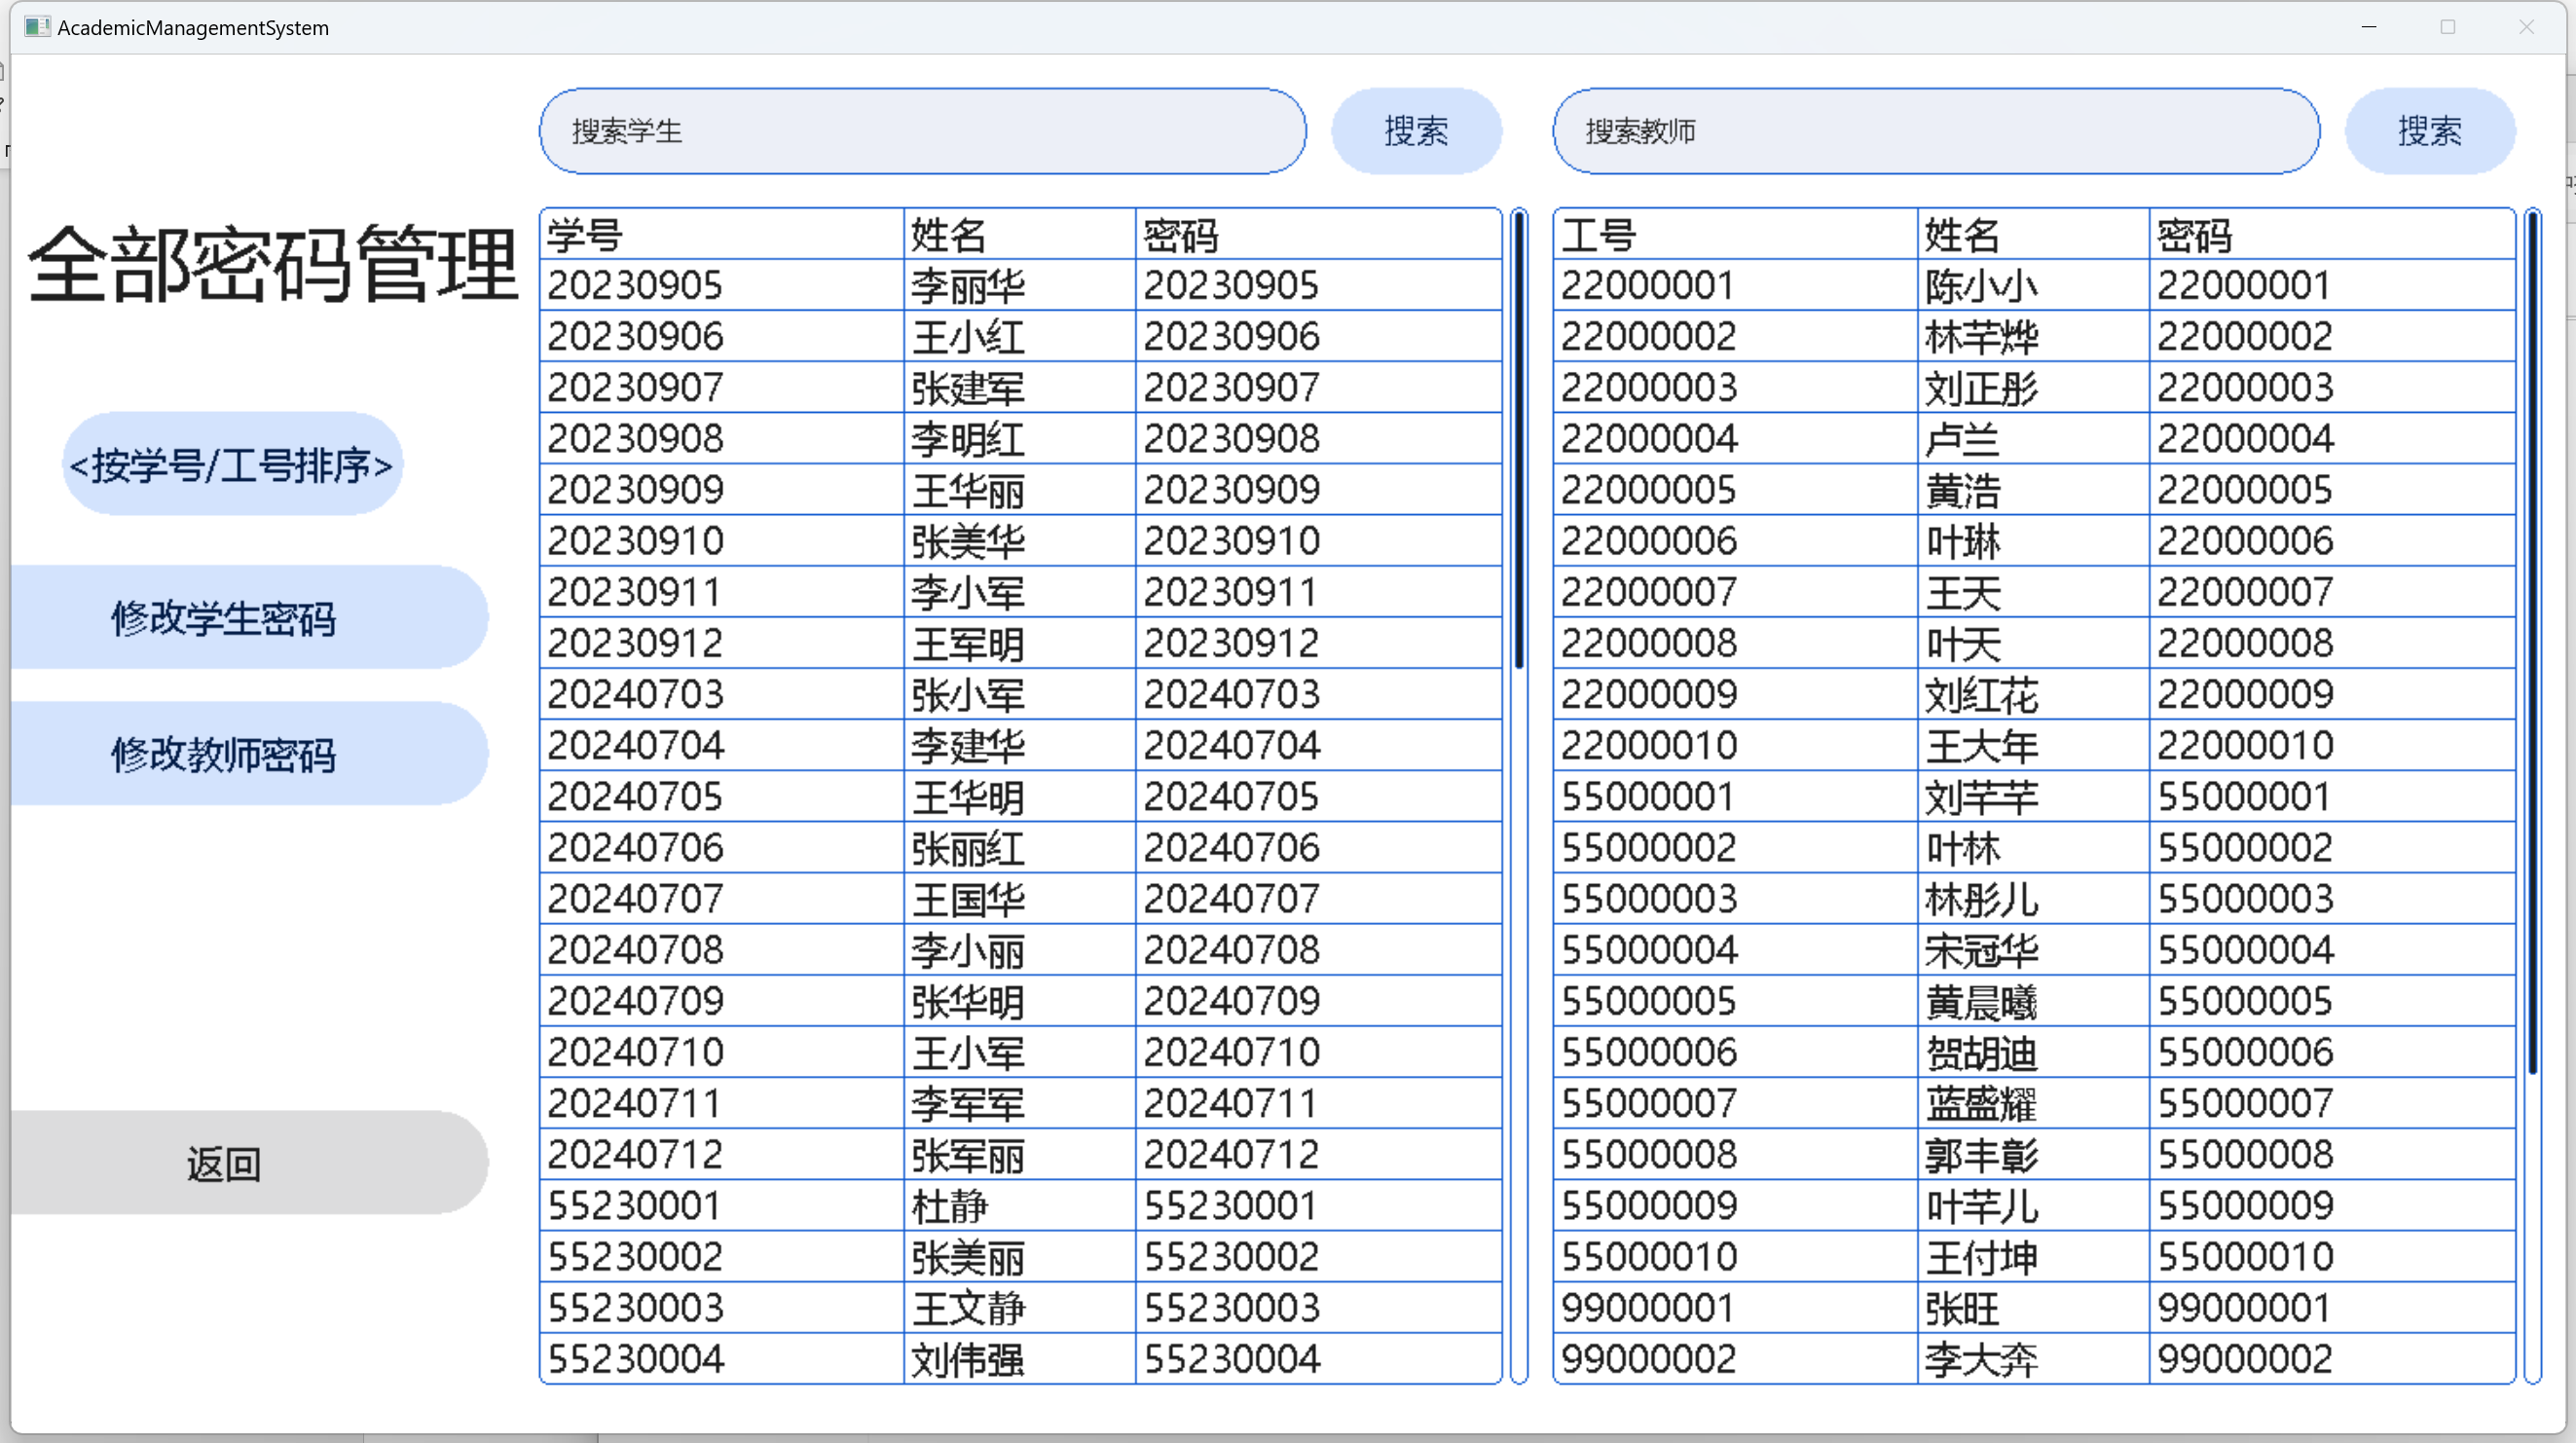 AcademicManagementSystem
搜索学生 搜索 搜索教师 搜索
全部密码管理
<按学号/工号排序>
修改学生密码
修改教师密码
返回
学号 姓名 密码
20230905 李丽华 20230905
20230906 王小红 20230906
20230907 张建军 20230907
20230908 李明红 20230908
20230909 王华丽 20230909
20230910 张美华 20230910
20230911 李小军 20230911
20230912 王军明 20230912
20240703 张小军 20240703
20240704 李建华 20240704
20240705 王华明 20240705
20240706 张丽红 20240706
20240707 王国华 20240707
20240708 李小丽 20240708
20240709 张华明 20240709
20240710 王小军 20240710
20240711 李军军 20240711
20240712 张军丽 20240712
55230001 杜静 55230001
55230002 张美丽 55230002
55230003 王文静 55230003
55230004 刘伟强 55230004
工号 姓名 密码
22000001 陈小小 22000001
22000002 林芊烨 22000002
22000003 刘正彤 22000003
22000004 卢兰 22000004
22000005 黄浩 22000005
22000006 叶琳 22000006
22000007 王天 22000007
22000008 叶天 22000008
22000009 刘红花 22000009
22000010 王大年 22000010
55000001 刘芊芊 55000001
55000002 叶林 55000002
55000003 林彤儿 55000003
55000004 宋冠华 55000004
55000005 黄晨曦 55000005
55000006 贺胡迪 55000006
55000007 蓝盛耀 55000007
55000008 郭丰彰 55000008
55000009 叶芊儿 55000009
55000010 王付坤 55000010
99000001 张旺 99000001
99000002 李大奔 99000002